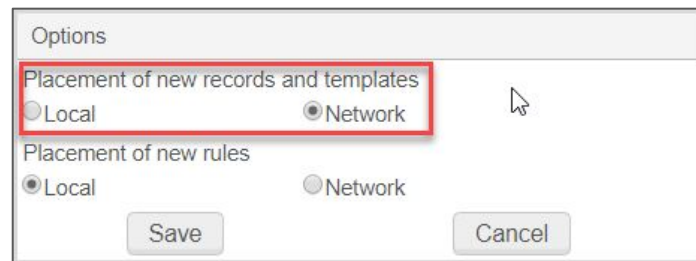 Options
Placement of new records and templates
Local Network
Placement of new rules
Local Network
Save Cancel